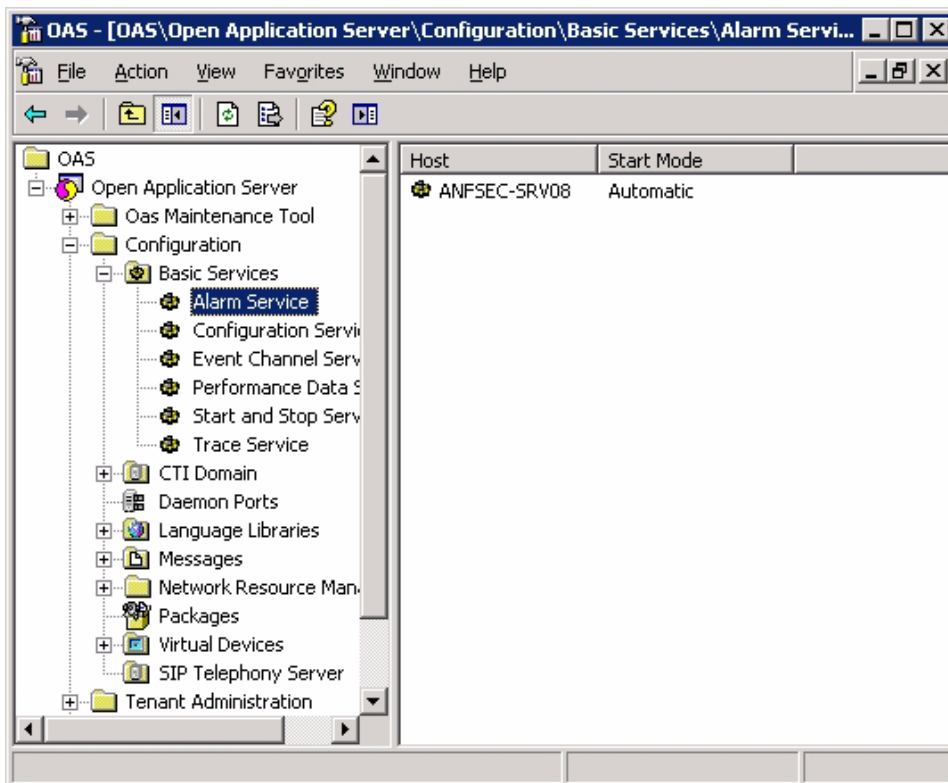 OAS - [OAS\Open Application Server\Configuration\Basic Services\Alarm Servi...
File Action View Favorites Window Help
OAS
Open Application Server
Oas Maintenance Tool
Configuration
Basic Services
Alarm Service
Configuration Servi
Event Channel Serv
Performance Data S
Start and Stop Serv
Trace Service
CTI Domain
Daemon Ports
Language Libraries
Messages
Network Resource Man
Packages
Virtual Devices
SIP Telephony Server
Tenant Administration
Host Start Mode
ANFSEC-SRV08 Automatic